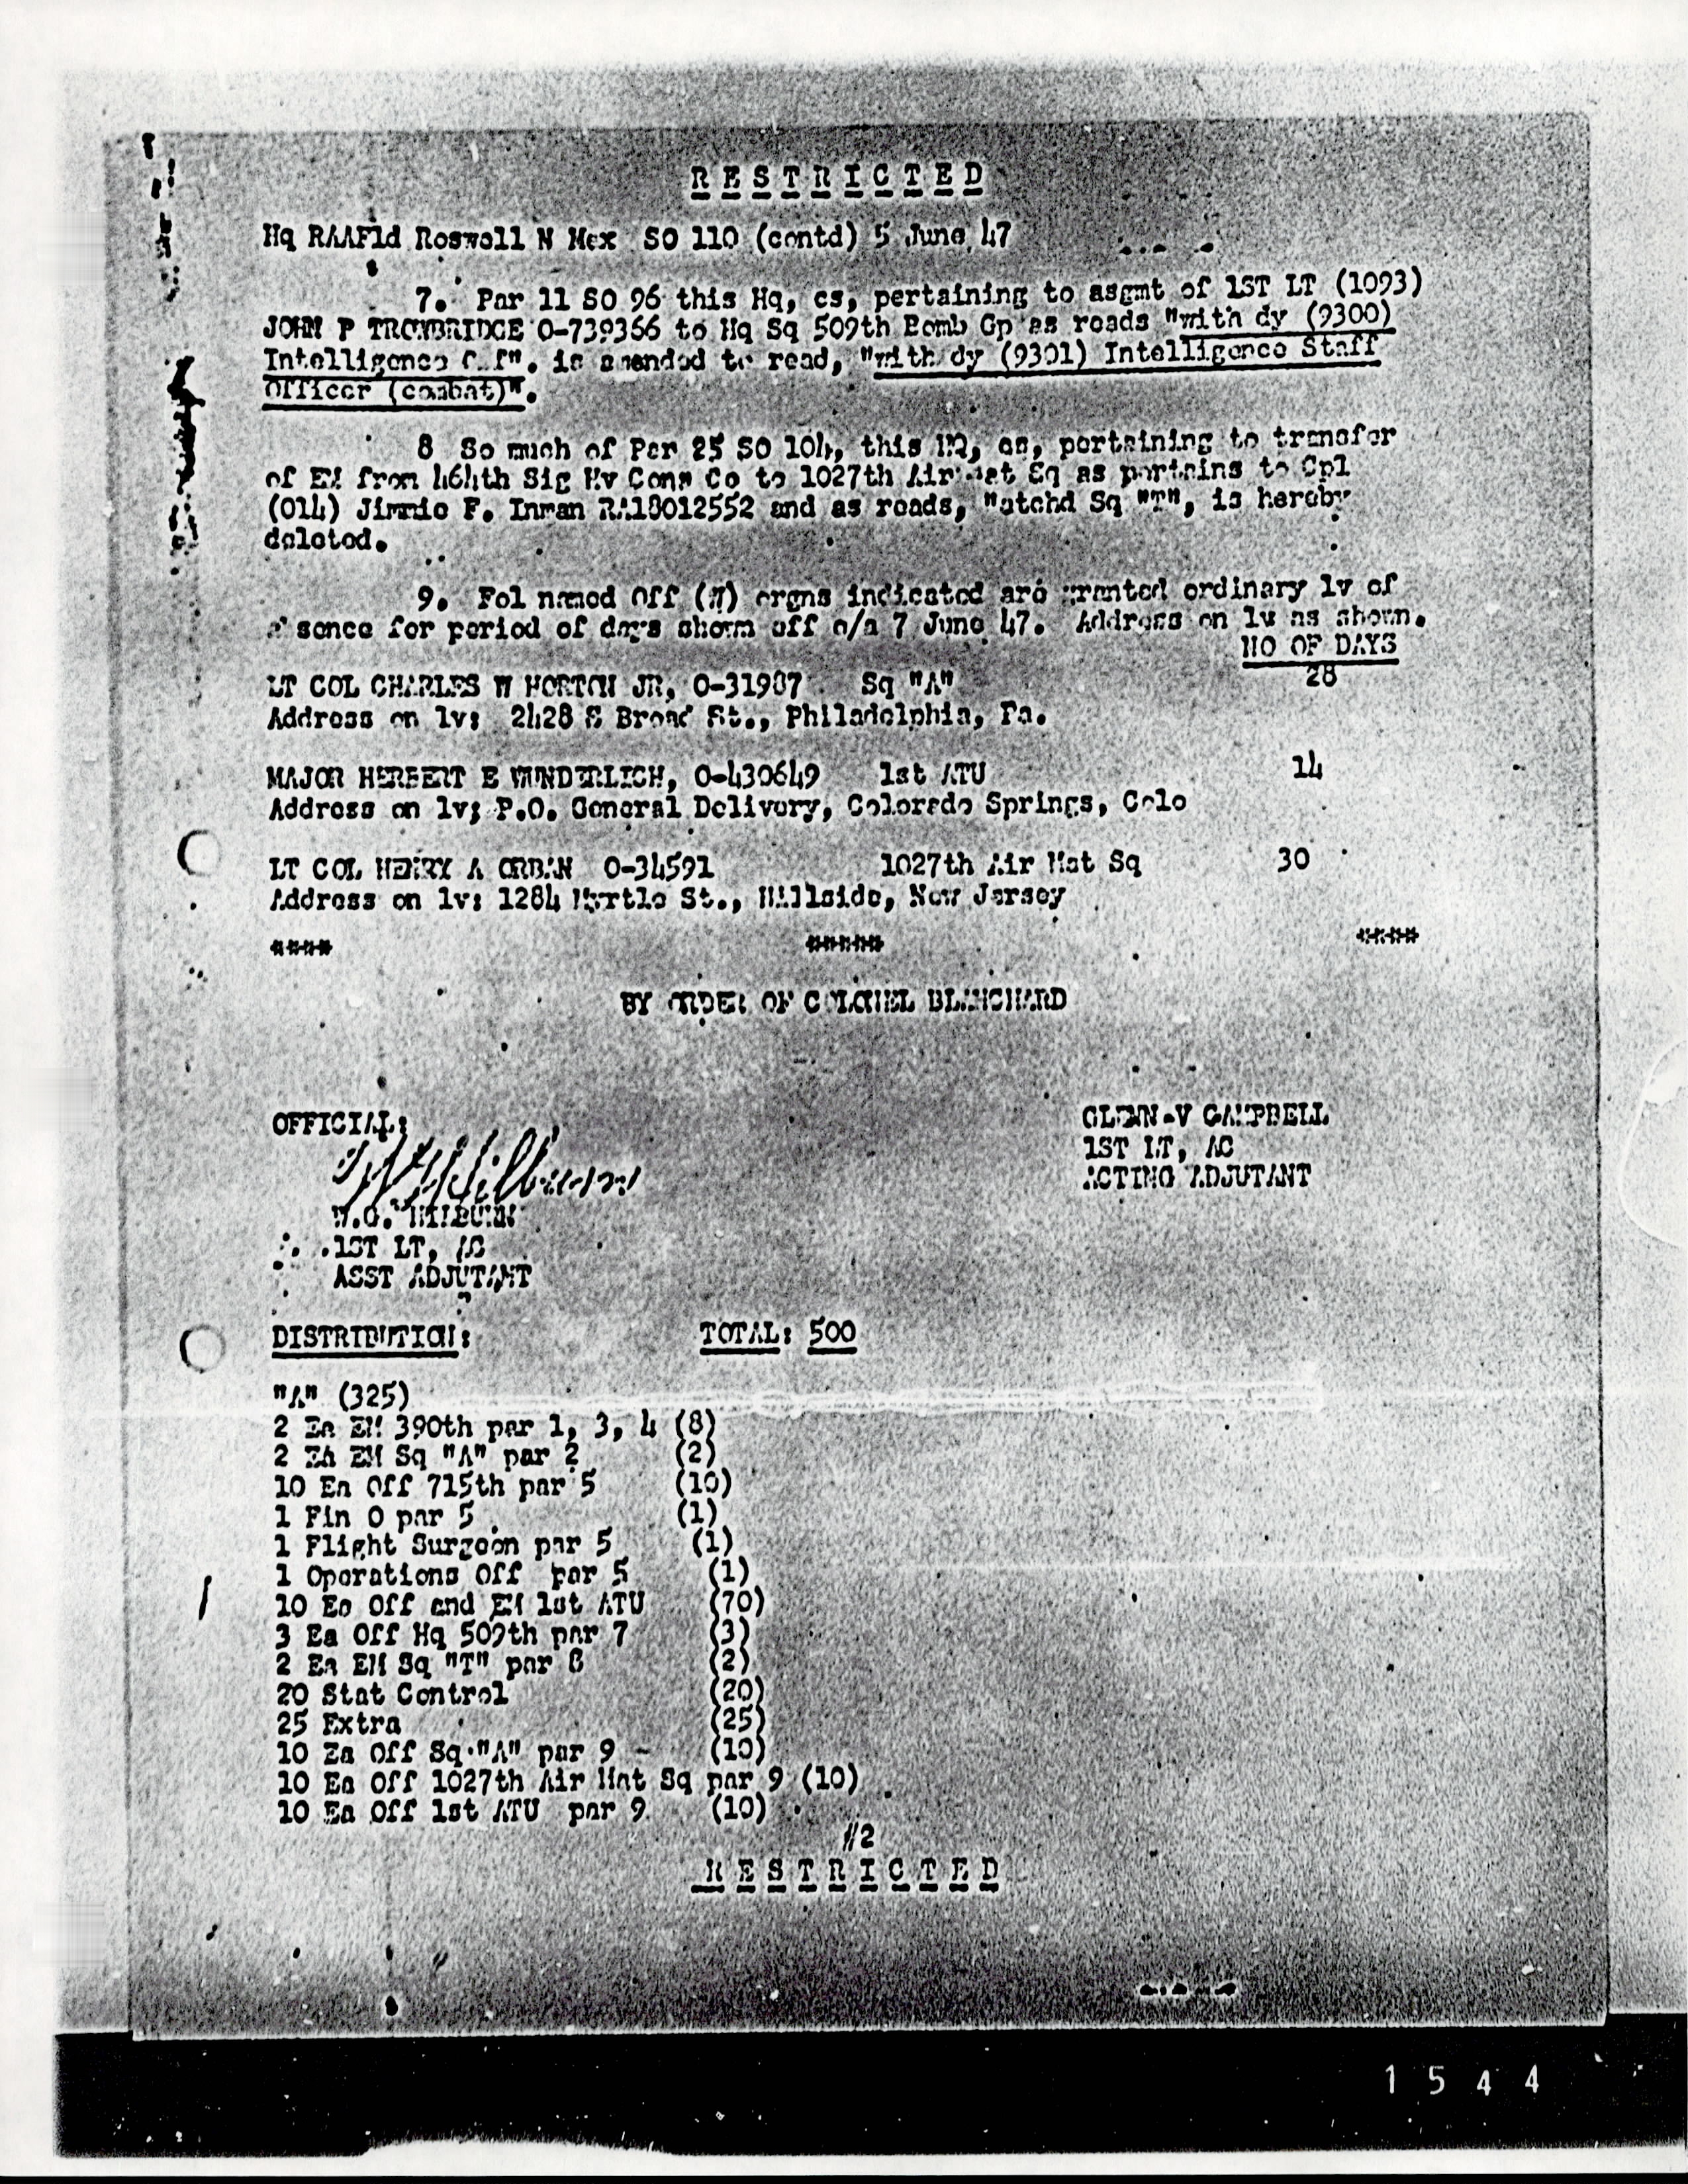 RESTRICTED
Hq RAAFld Roswell N Mex SO 110 (contd) 5 June 47
7. Par 11 SO 96 this Hq, cs, pertaining to asgmt of 1ST LT (1093)
JOHN P TROWBRIDGE O-739366 to Hq Sq 509th Bomb Gp as reads "with dy (9300)
Intelligence Off". is amended to read, "with dy (9301) Intelligence Staff
Officer (combat)".
8 So much of Par 25 SO 104, this HQ, cs, pertaining to transfer
of EM from 464th Sig Hv Cons Co to 1027th Air Mat Sq as pertains to Cpl
(014) Jimmie F. Inman RA18012552 and as reads, "atchd Sq "T", is hereby
deleted.
9. Fol named Off ( ) orgns indicated are granted ordinary lv of
absence for period of days shown eff o/a 7 June 47. Address on lv as shown.
NO OF DAYS
LT COL CHARLES W HORTON JR, O-31987 Sq "A" 28
Address on lv: 2428 S Broad St., Philadelphia, Pa.
MAJOR HERBERT E WUNDERLICH, O-430649 1st ATU 14
Address on lv; P.O. General Delivery, Colorado Springs, Colo
LT COL HENRY A ORBAN O-34591 1027th Air Mat Sq 30
Address on lv: 1284 Myrtle St., Hillside, New Jersey
**** ***** ****
BY ORDER OF COLONEL BLANCHARD
OFFICIAL: GLENN V CAMPBELL
1ST LT, AC
ACTING ADJUTANT
W.G. MILBURN
1ST LT, AC
ASST ADJUTANT
DISTRIBUTION: TOTAL: 500
"A" (325)
2 Ea EM 390th par 1, 3, 4 (8)
2 EA EM Sq "A" par 2 (2)
10 Ea Off 715th par 5 (10)
1 Fin O par 5 (1)
1 Flight Surgeon par 5 (1)
1 Operations Off par 5 (1)
10 Ea Off and EM 1st ATU (70)
3 Ea Off Hq 509th par 7 (3)
2 Ea EM Sq "T" par 8 (2)
20 Stat Control (20)
25 Extra (25)
10 Ea Off Sq "A" par 9 - (10)
10 Ea Off 1027th Air Mat Sq par 9 (10)
10 Ea Off 1st ATU par 9 (10)
#2
RESTRICTED
1544